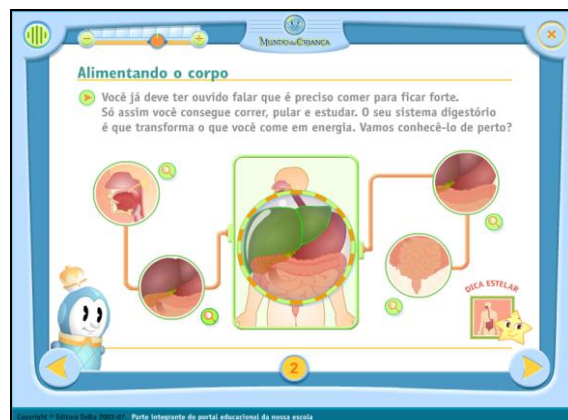 MUNDO da CRIANÇA
Alimentando o corpo
Você já deve ter ouvido falar que é preciso comer para ficar forte.
Só assim você consegue correr, pular e estudar. O seu sistema digestório
é que transforma o que você come em energia. Vamos conhecê-lo de perto?
DICA ESTELAR
2
Copyright © Editora Delta 2005-07. Parte integrante do portal educacional da nossa escola